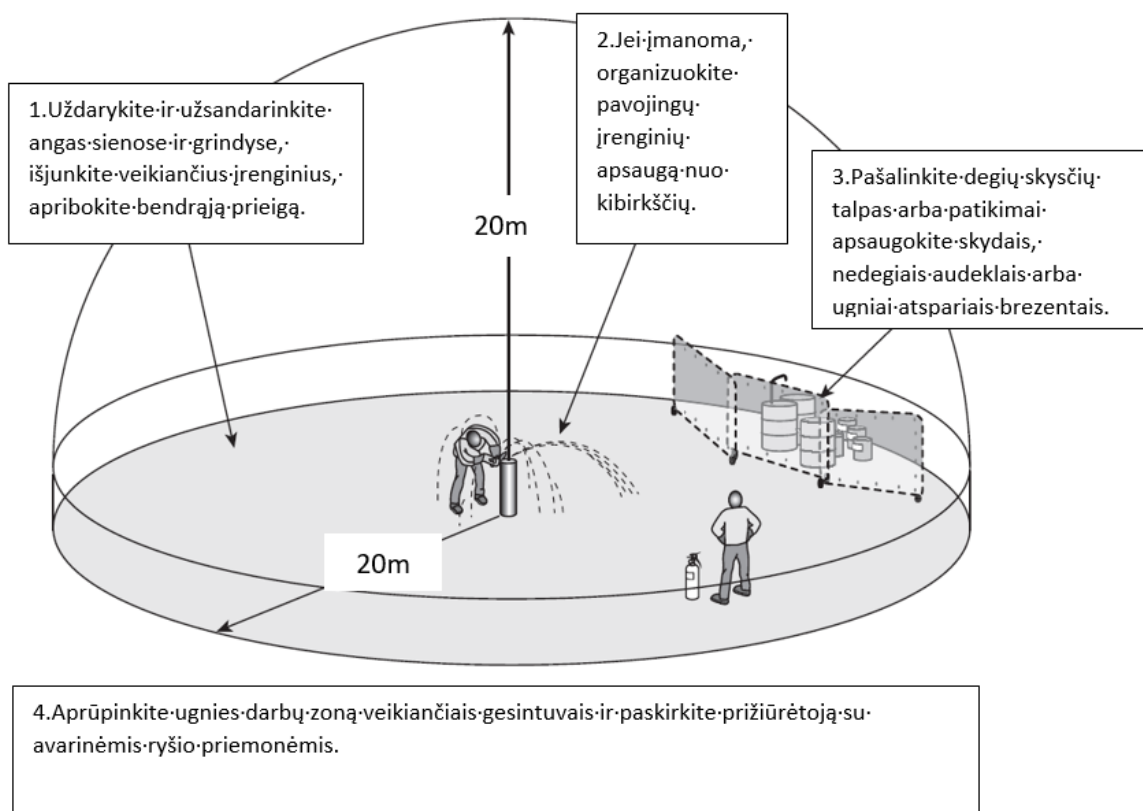 1.Uždarykite·ir·užsandarinkite·
angas·sienose·ir·grindyse,·
išjunkite·veikiančius·įrenginius,·
apribokite·bendrąją·prieigą.
2.Jei·įmanoma,·
organizuokite·
pavojingų·
įrenginių·
apsaugą·nuo·
kibirkščių.
3.Pašalinkite·degių·skysčių·
talpas·arba·patikimai·
apsaugokite·skydais,·
nedegiais·audeklais·arba·
ugniai·atspariais·brezentais.
20m
20m
4.Aprūpinkite·ugnies·darbų·zoną·veikiančiais·gesintuvais·ir·paskirkite·prižiūrėtoją·su·
avarinėmis·ryšio·priemonėmis.